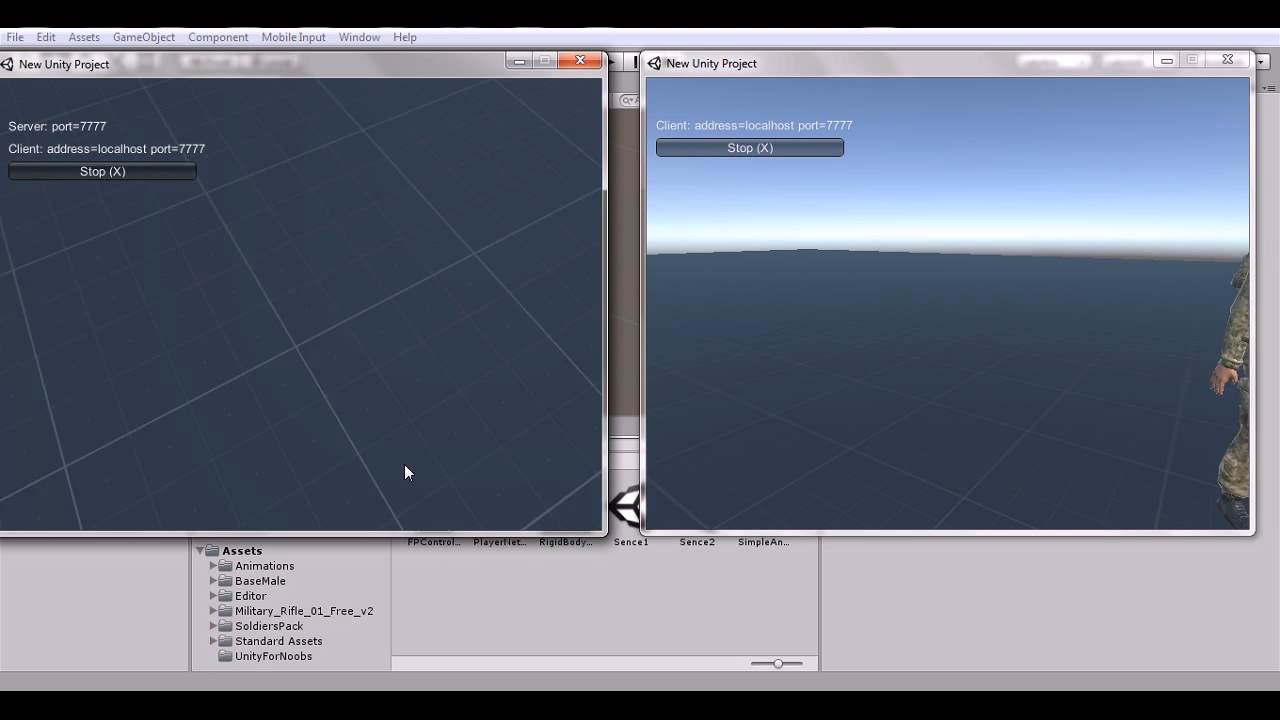 File Edit Assets GameObject Component Mobile Input Window Help
New Unity Project
Server: port=7777
Client: address=localhost port=7777
Stop (X)
New Unity Project
Client: address=localhost port=7777
Stop (X)
FPControl... PlayerNet... RigidBody... Sence1 Sence2 SimpleAn...
Assets
Animations
BaseMale
Editor
Military_Rifle_01_Free_v2
SoldiersPack
Standard Assets
UnityForNoobs